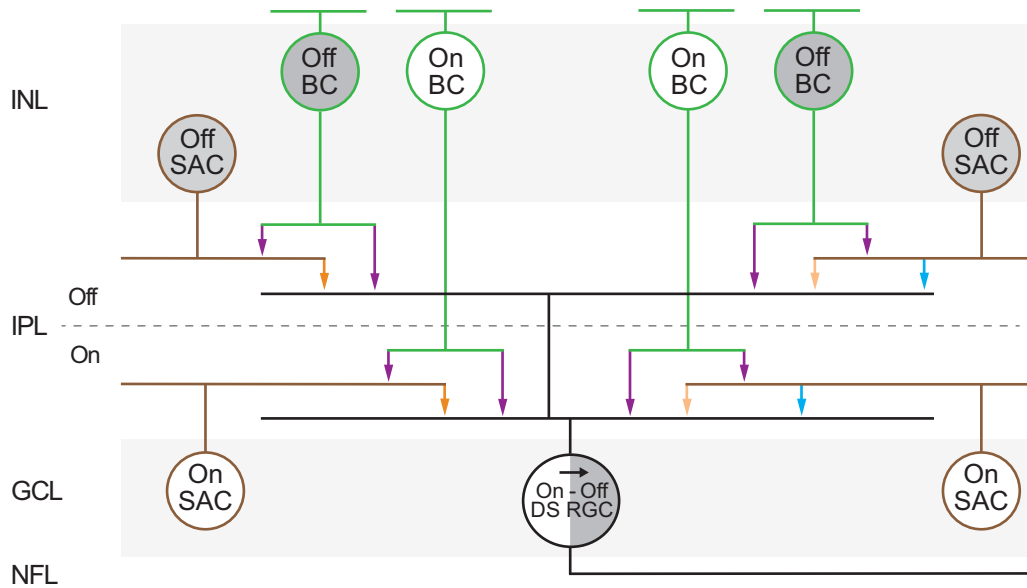 Off
BC
On
BC
On
BC
Off
BC
INL
Off
SAC
Off
SAC
Off
IPL
On
On
SAC
On - Off
DS RGC
On
SAC
GCL
NFL